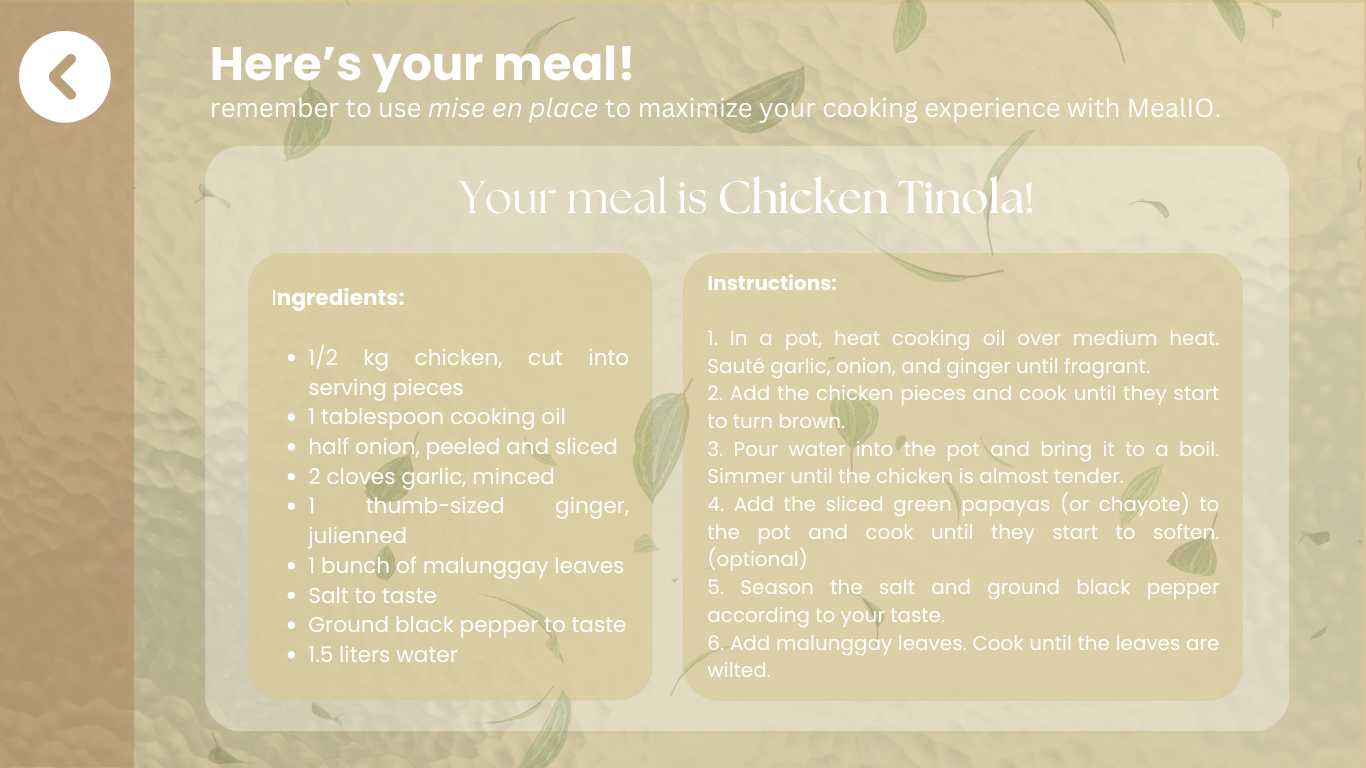 Here's your meal!
remember to use mise en place to maximize your cooking experience with MealIO.
Your meal is Chicken Tinola!
Ingredients:
• 1/2 kg chicken, cut into
serving pieces
• 1 tablespoon cooking oil
• half onion, peeled and sliced
• 2 cloves garlic, minced
• 1 thumb-sized ginger,
julienned
• 1 bunch of malunggay leaves
• Salt to taste
• Ground black pepper to taste
• 1.5 liters water
Instructions:
1. In a pot, heat cooking oil over medium heat.
Sauté garlic, onion, and ginger until fragrant.
2. Add the chicken pieces and cook until they start
to turn brown.
3. Pour water into the pot and bring it to a boil.
Simmer until the chicken is almost tender.
4. Add the sliced green papayas (or chayote) to
the pot and cook until they start to soften.
(optional)
5. Season the salt and ground black pepper
according to your taste.
6. Add malunggay leaves. Cook until the leaves are
wilted.